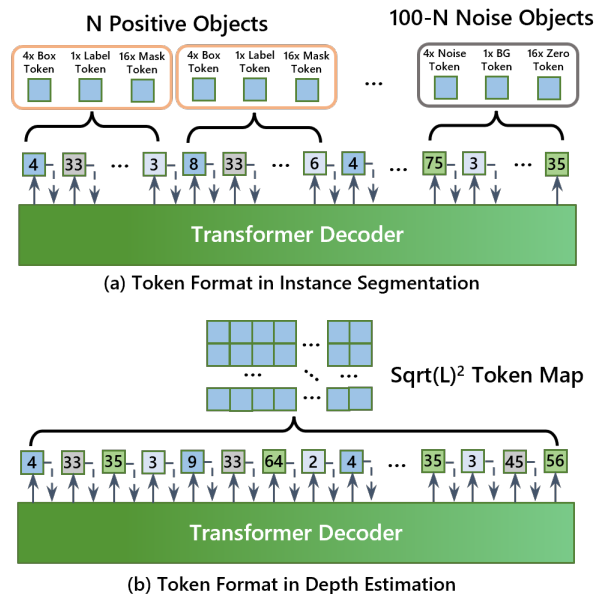 N Positive Objects 100-N Noise Objects
4x Box Token 1x Label Token 16x Mask Token 4x Box Token 1x Label Token 16x Mask Token ... 4x Noise Token 1x BG Token 16x Zero Token
4 33 ... 3 8 33 ... 6 4 ... 75 3 ... 35
Transformer Decoder
(a) Token Format in Instance Segmentation
Sqrt(L)² Token Map
4 33 35 3 9 33 64 2 4 ... 35 3 45 56
Transformer Decoder
(b) Token Format in Depth Estimation